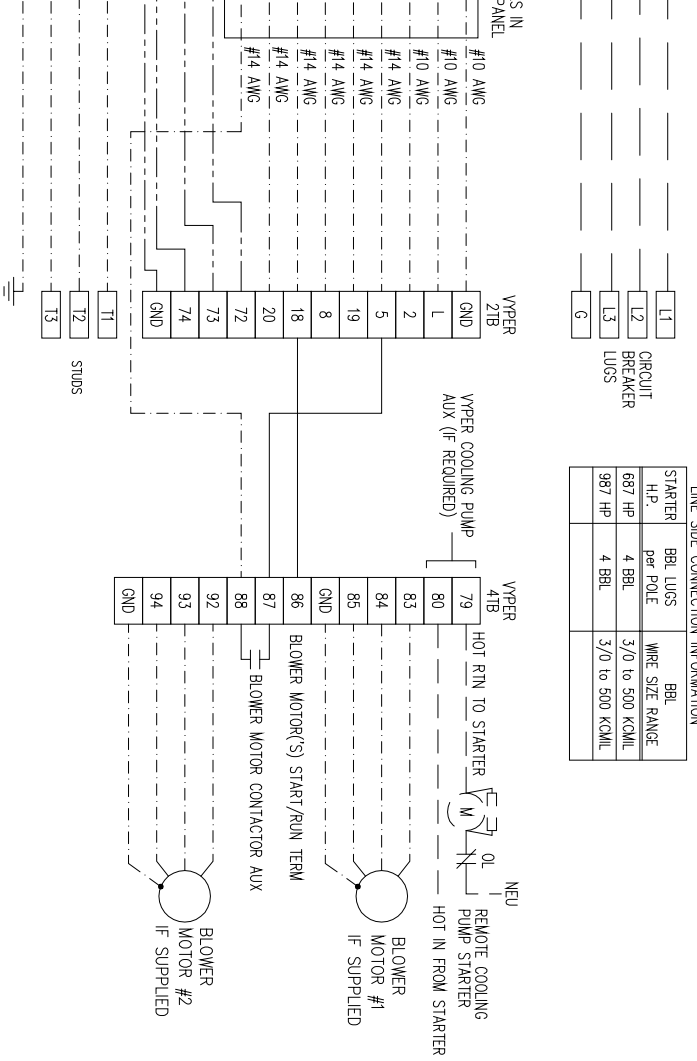 LINE SIDE CONNECTION INFORMATION
STARTER H.P.
BBL LUGS per POLE
BBL WIRE SIZE RANGE
687 HP
4 BBL
3/0 to 500 KCMIL
987 HP
4 BBL
3/0 to 500 KCMIL
L1
L2
L3
G
CIRCUIT
BREAKER
LUGS
S IN
PANEL
#10 AWG
#10 AWG
#10 AWG
#14 AWG
#14 AWG
#14 AWG
#14 AWG
#14 AWG
#14 AWG
VYPER
2TB
GND
L
2
5
19
8
18
20
72
73
74
GND
T1
T2
T3
STUDS
VYPER COOLING PUMP
AUX (IF REQUIRED)
VYPER
4TB
79
80
83
84
85
GND
86
87
88
92
93
94
GND
HOT RTN TO STARTER
M
OL
NEU
REMOTE COOLING
PUMP STARTER
HOT IN FROM STARTER
BLOWER
MOTOR #1
IF SUPPLIED
BLOWER MOTOR('S) START/RUN TERM
BLOWER MOTOR CONTACTOR AUX
BLOWER
MOTOR #2
IF SUPPLIED